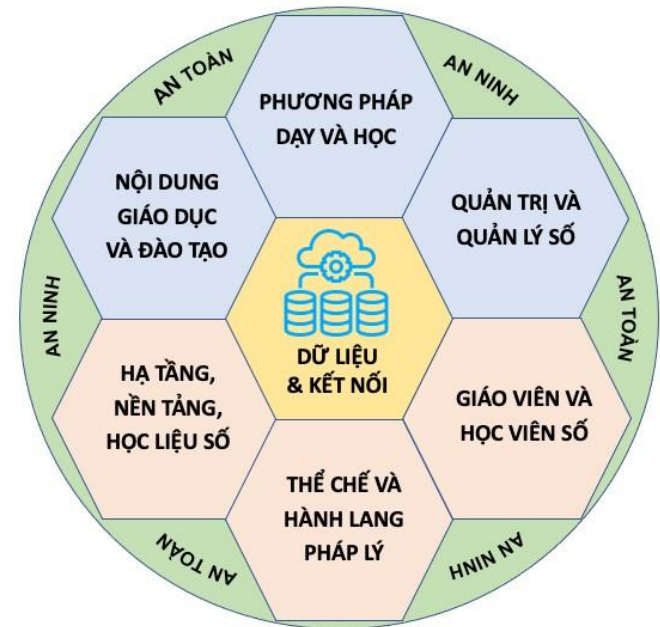 AN TOÀN
AN NINH
PHƯƠNG PHÁP
DẠY VÀ HỌC
NỘI DUNG
GIÁO DỤC
VÀ ĐÀO TẠO
QUẢN TRỊ VÀ
QUẢN LÝ SỐ
AN NINH
AN TOÀN
DỮ LIỆU
& KẾT NỐI
HẠ TẦNG,
NỀN TẢNG,
HỌC LIỆU SỐ
GIÁO VIÊN VÀ
HỌC VIÊN SỐ
THỂ CHẾ VÀ
HÀNH LANG
PHÁP LÝ
AN TOÀN
AN NINH